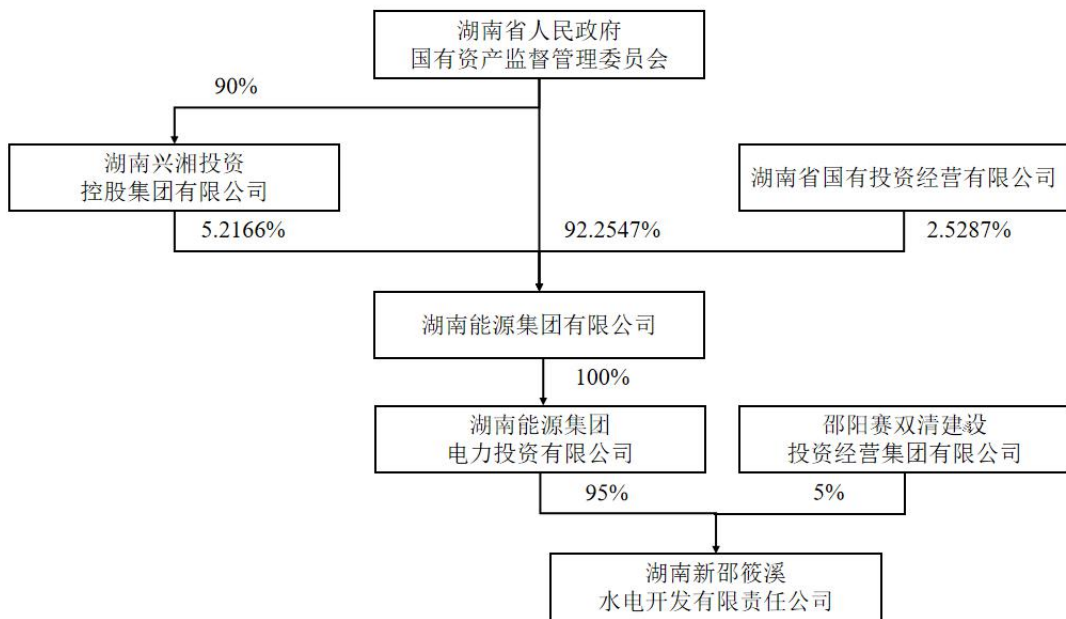 湖南省人民政府
国有资产监督管理委员会
90%
湖南兴湘投资
控股集团有限公司
湖南省国有投资经营有限公司
5.2166%
92.2547%
2.5287%
湖南能源集团有限公司
100%
湖南能源集团
电力投资有限公司
邵阳赛双清建设
投资经营集团有限公司
95%
5%
湖南新邵筱溪
水电开发有限责任公司